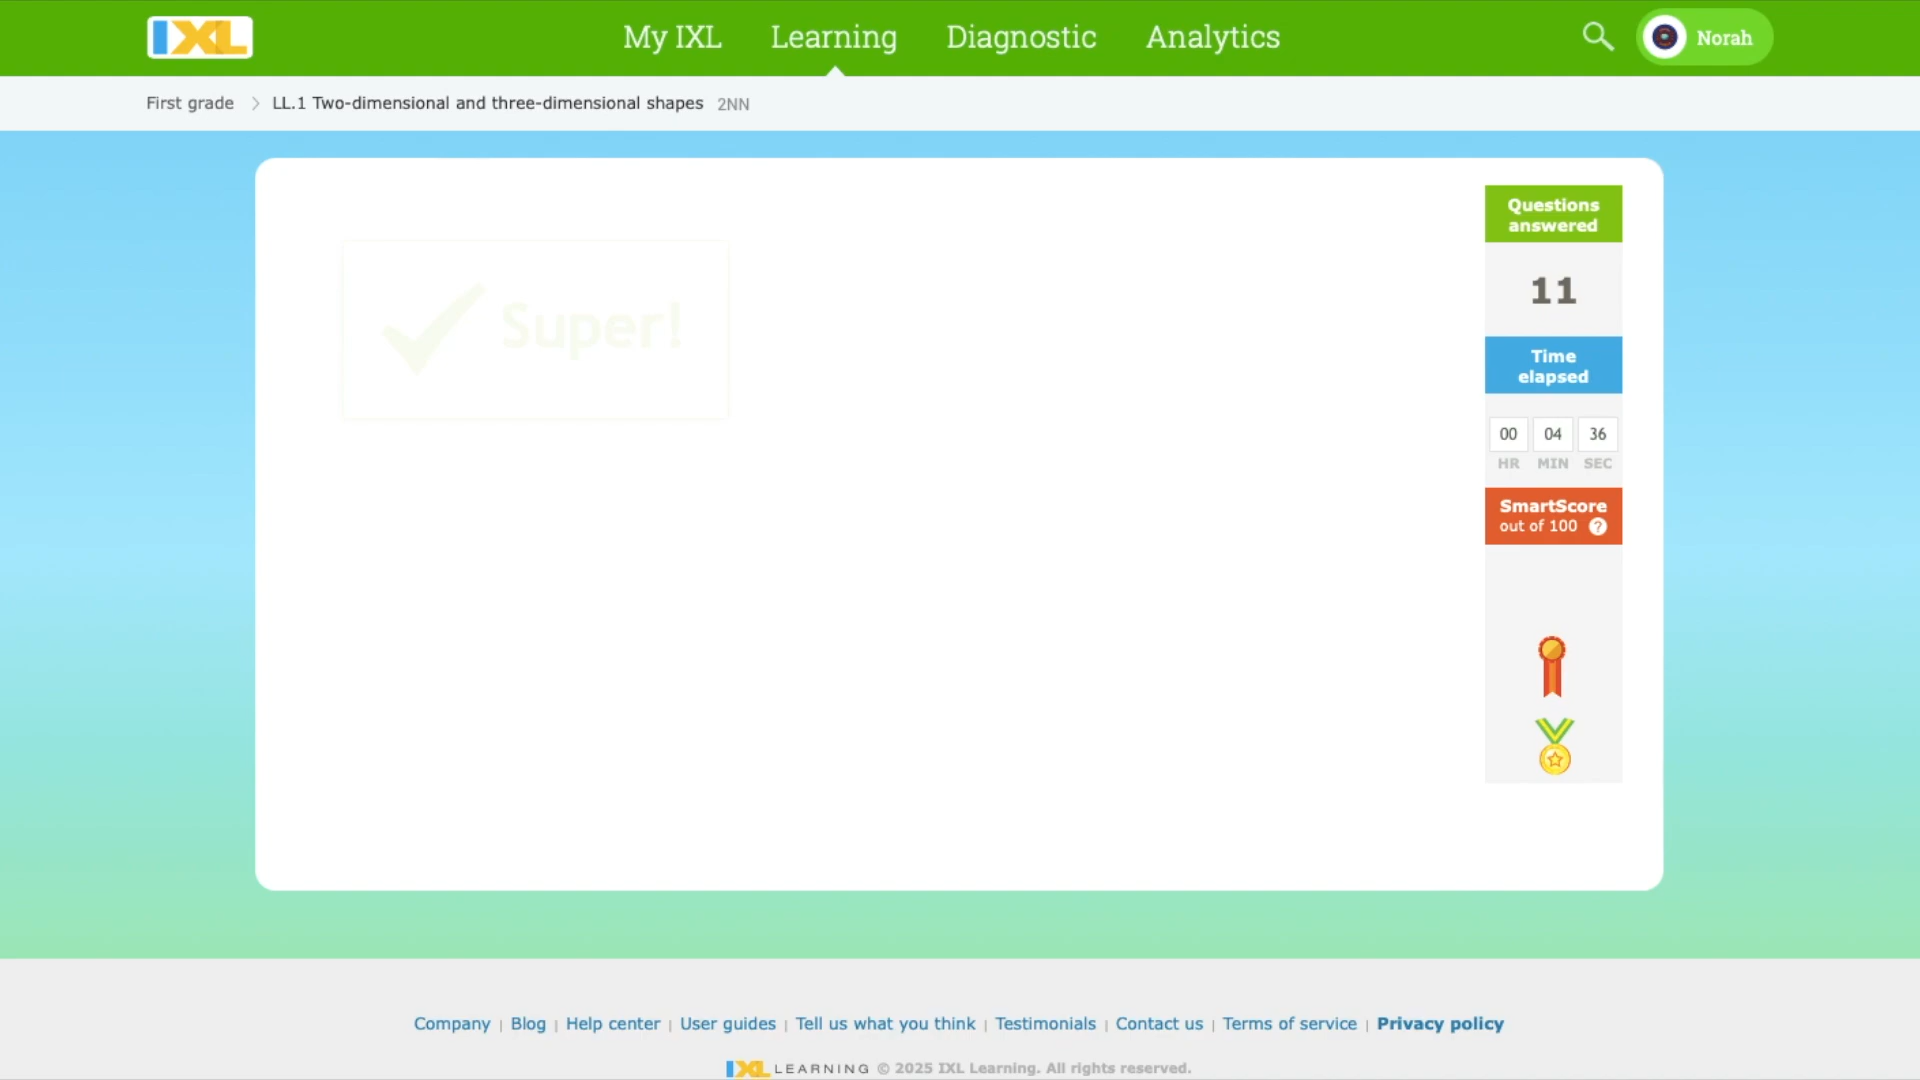 IXL
My IXL
Learning
Diagnostic
Analytics
Norah
First grade
LL.1 Two-dimensional and three-dimensional shapes 2NN
Super!
Questions
answered
11
Time
elapsed
00 04 36
HR MIN SEC
SmartScore
out of 100 ?
Company | Blog | Help center | User guides | Tell us what you think | Testimonials | Contact us | Terms of service | Privacy policy
IXL LEARNING © 2025 IXL Learning. All rights reserved.